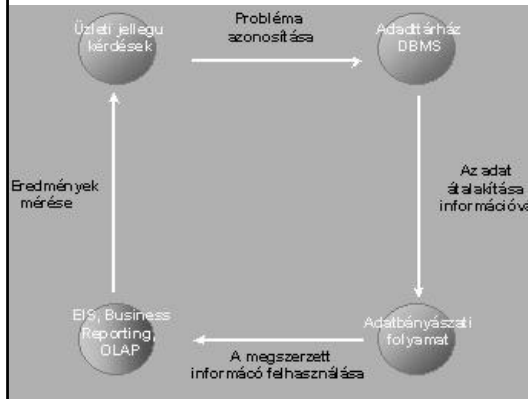 Üzleti jellegu
kérdések
Probléma
azonosítása
Adadttárház
DBMS
Az adat
átalakítása
információvá
Adatbányászati
folyamat
A megszerzett
informácó felhasználása
EIS, Business
Reporting,
OLAP
Eredmények
mérése